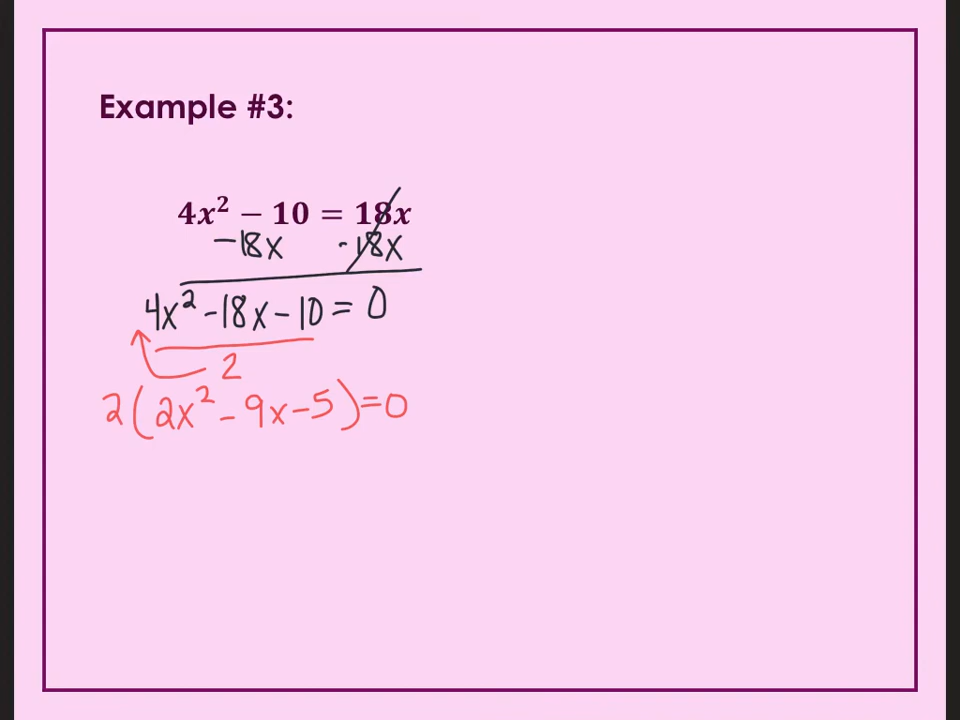 Example #3:
4x² − 10 = 18x
−18x -18x
4x² -18x - 10 = 0
2
2(2x² - 9x - 5) = 0